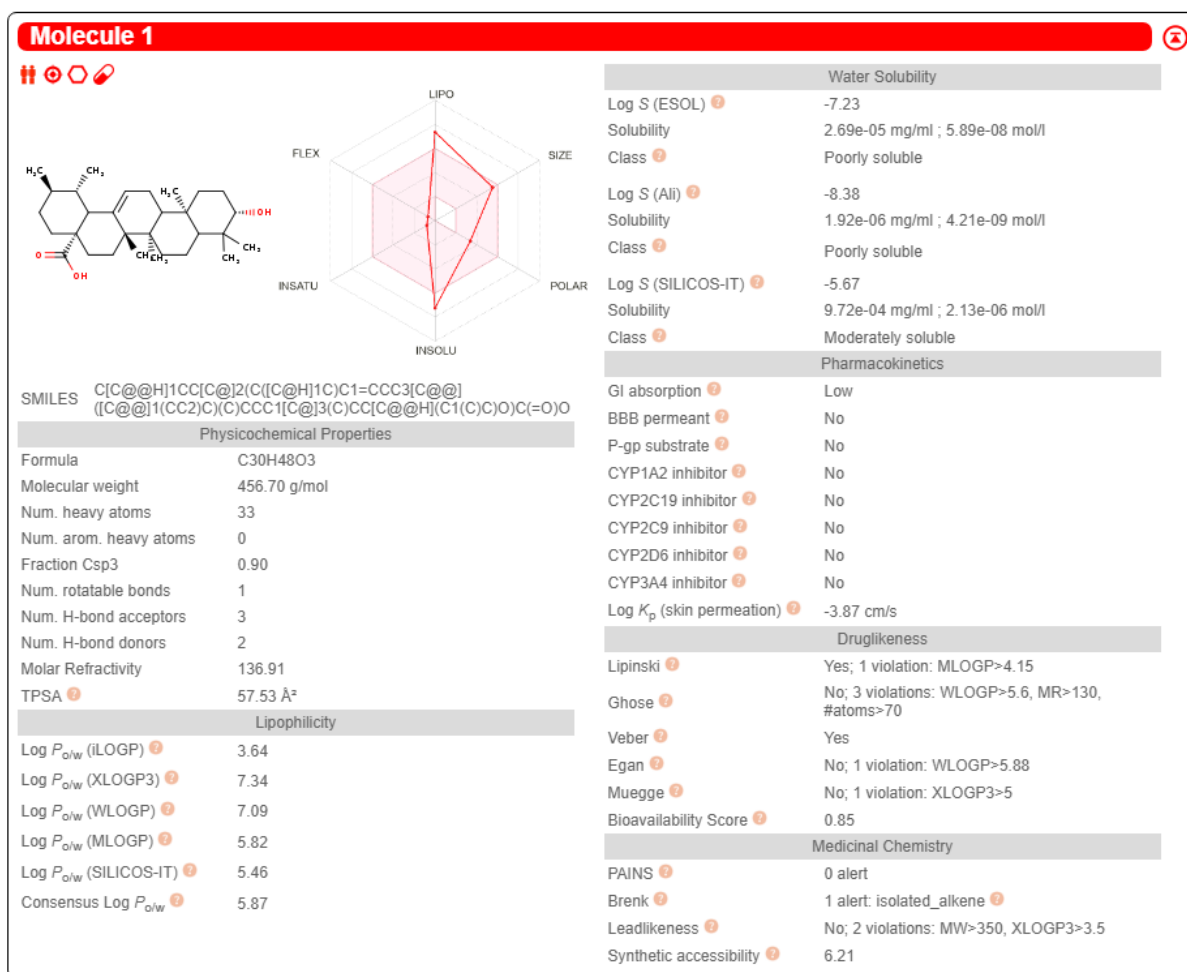 Molecule 1
LIPO
FLEX
SIZE
INSATU
POLAR
INSOLU
H₃C
CH₃
H₃C
CH₃
OH
CH₃
CH₃
CH₃
CH₃
O
OH
SMILES C[C@@H]1CC[C@]2(C([C@H]1C)C1=CCC3[C@@]
([C@@]1(CC2)C)(C)CCC1[C@]3(C)CC[C@@H](C1(C)C)O)C(=O)O
Physicochemical Properties
Formula C30H48O3
Molecular weight 456.70 g/mol
Num. heavy atoms 33
Num. arom. heavy atoms 0
Fraction Csp3 0.90
Num. rotatable bonds 1
Num. H-bond acceptors 3
Num. H-bond donors 2
Molar Refractivity 136.91
TPSA ? 57.53 Å²
Lipophilicity
Log Po/w (iLOGP) ? 3.64
Log Po/w (XLOGP3) ? 7.34
Log Po/w (WLOGP) ? 7.09
Log Po/w (MLOGP) ? 5.82
Log Po/w (SILICOS-IT) ? 5.46
Consensus Log Po/w ? 5.87
Water Solubility
Log S (ESOL) ? -7.23
Solubility 2.69e-05 mg/ml ; 5.89e-08 mol/l
Class ? Poorly soluble
Log S (Ali) ? -8.38
Solubility 1.92e-06 mg/ml ; 4.21e-09 mol/l
Class ? Poorly soluble
Log S (SILICOS-IT) ? -5.67
Solubility 9.72e-04 mg/ml ; 2.13e-06 mol/l
Class ? Moderately soluble
Pharmacokinetics
GI absorption ? Low
BBB permeant ? No
P-gp substrate ? No
CYP1A2 inhibitor ? No
CYP2C19 inhibitor ? No
CYP2C9 inhibitor ? No
CYP2D6 inhibitor ? No
CYP3A4 inhibitor ? No
Log Kp (skin permeation) ? -3.87 cm/s
Druglikeness
Lipinski ? Yes; 1 violation: MLOGP>4.15
Ghose ? No; 3 violations: WLOGP>5.6, MR>130,
#atoms>70
Veber ? Yes
Egan ? No; 1 violation: WLOGP>5.88
Muegge ? No; 1 violation: XLOGP3>5
Bioavailability Score ? 0.85
Medicinal Chemistry
PAINS ? 0 alert
Brenk ? 1 alert: isolated_alkene ?
Leadlikeness ? No; 2 violations: MW>350, XLOGP3>3.5
Synthetic accessibility ? 6.21